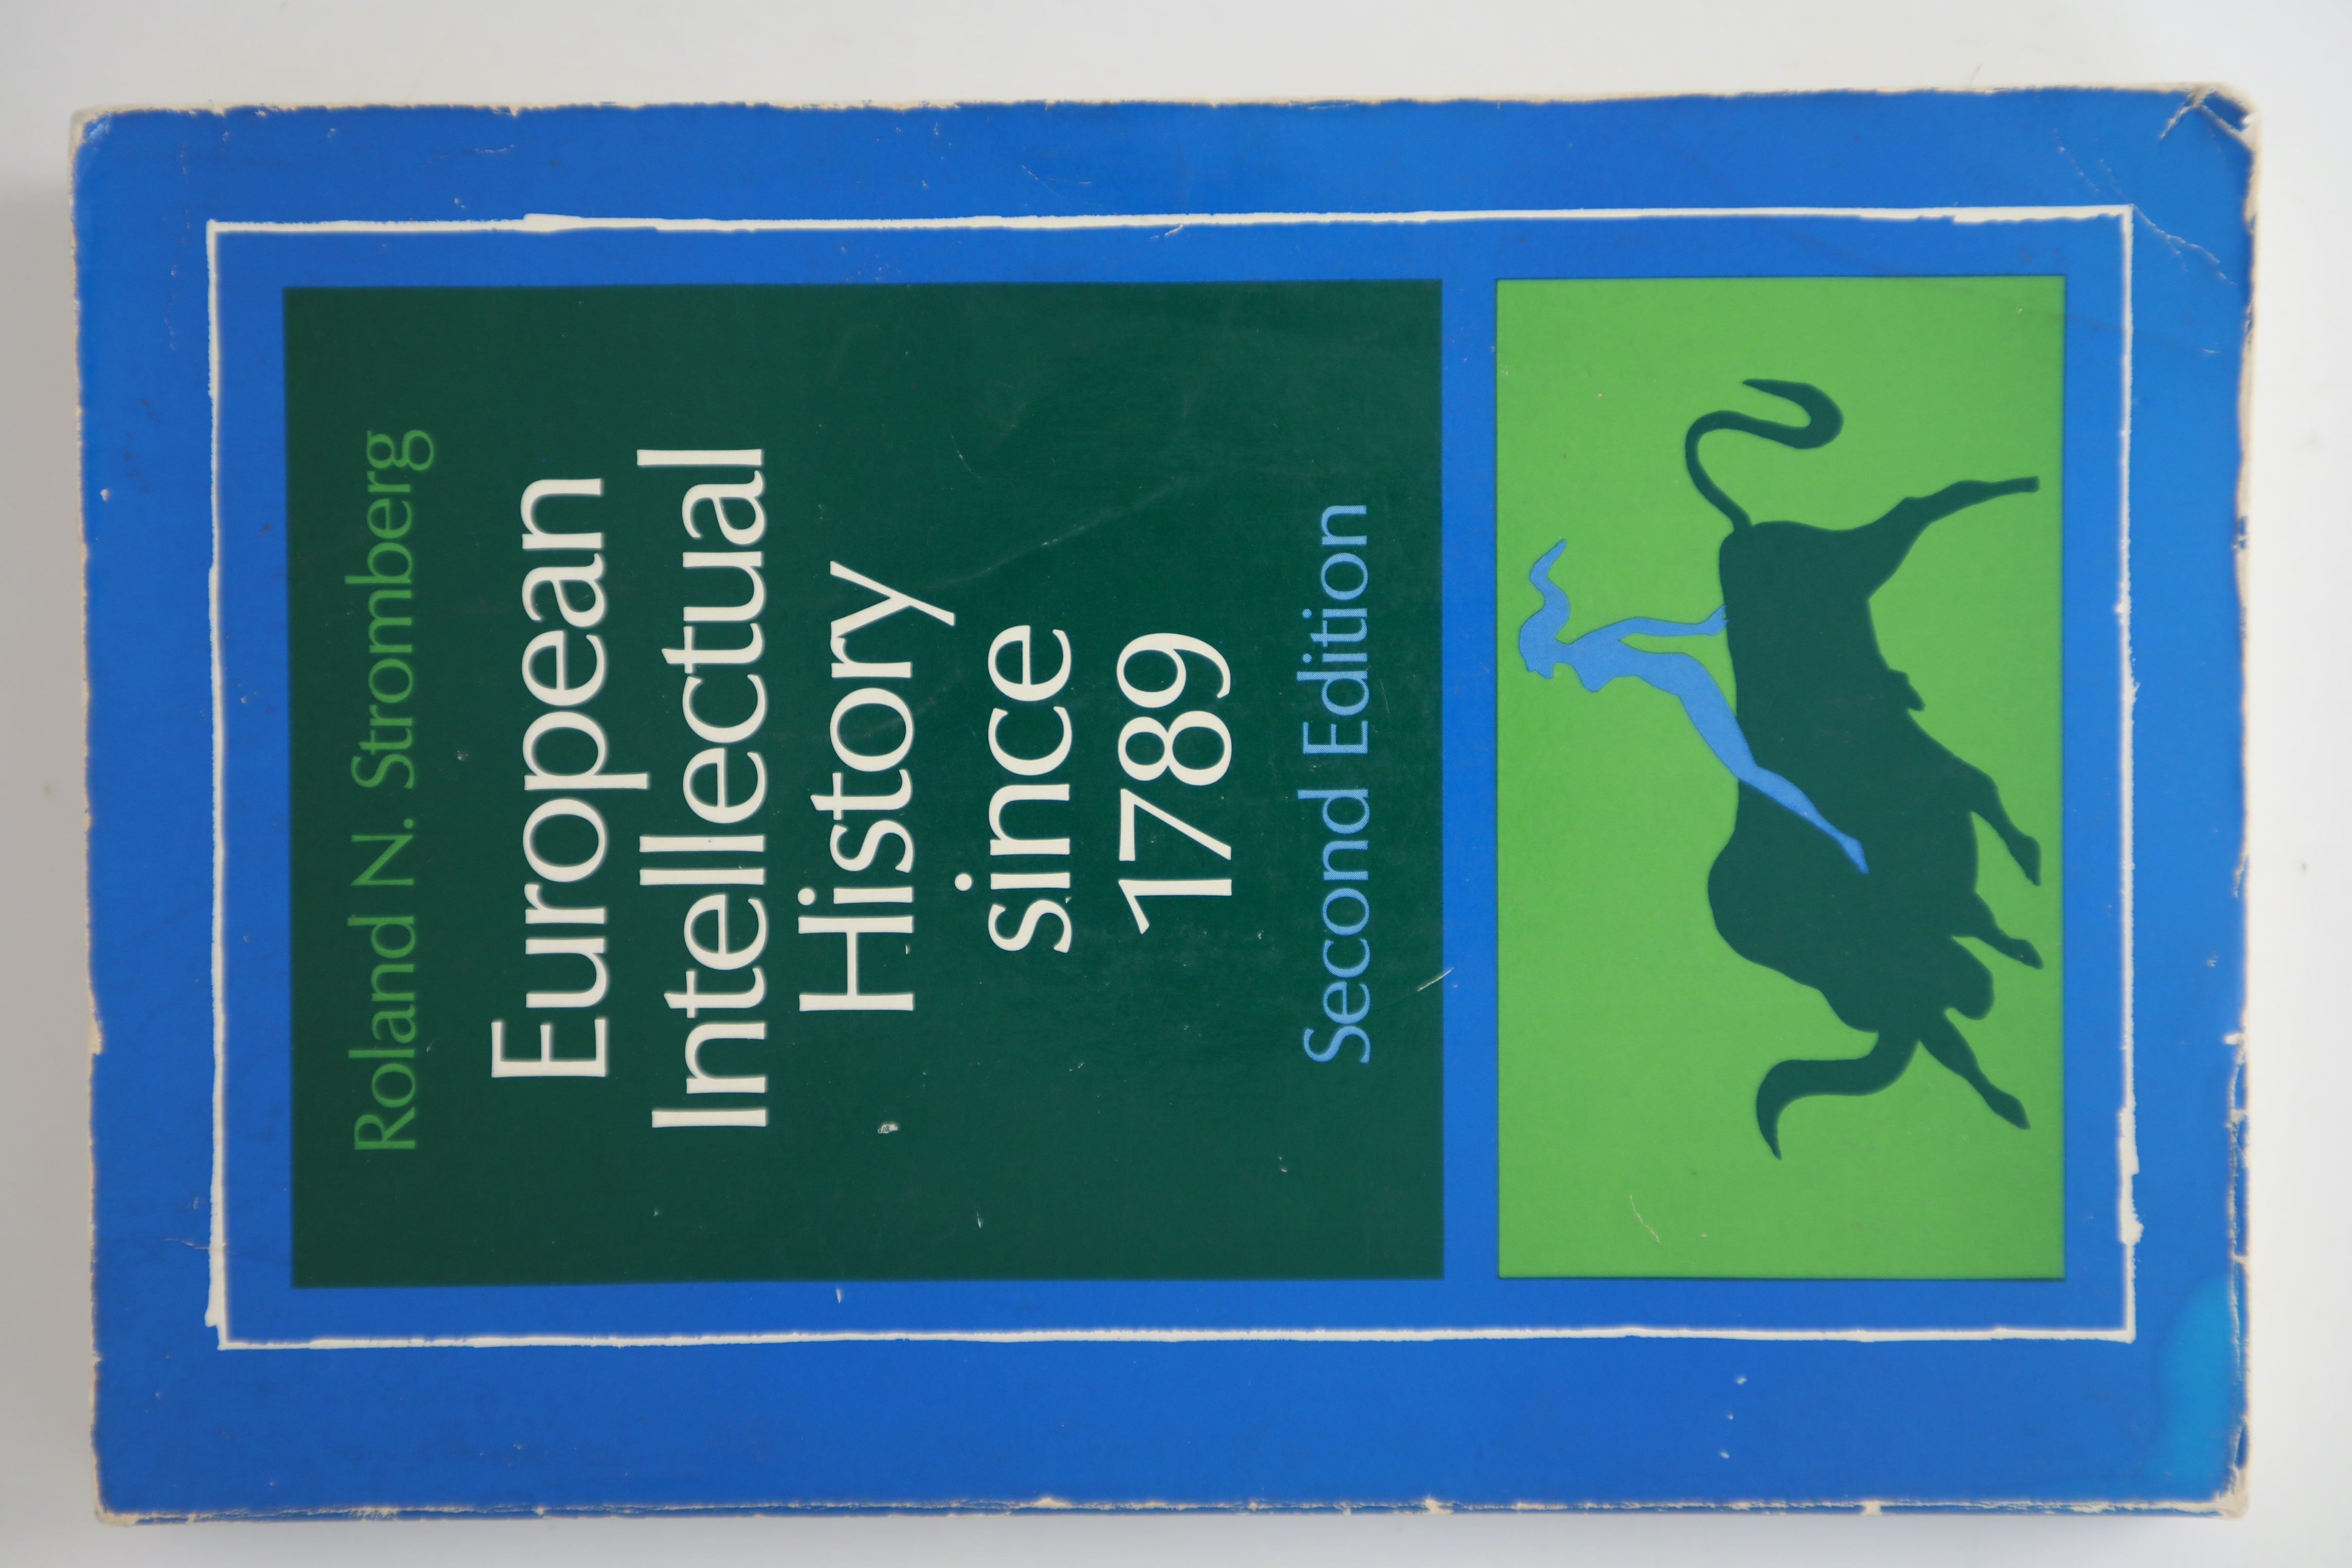 Roland N. Stromberg
European
Intellectual
History
since
1789
Second Edition